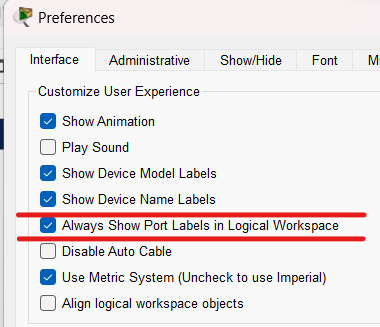 Preferences
Interface Administrative Show/Hide Font
Customize User Experience
Show Animation
Play Sound
Show Device Model Labels
Show Device Name Labels
Always Show Port Labels in Logical Workspace
Disable Auto Cable
Use Metric System (Uncheck to use Imperial)
Align logical workspace objects